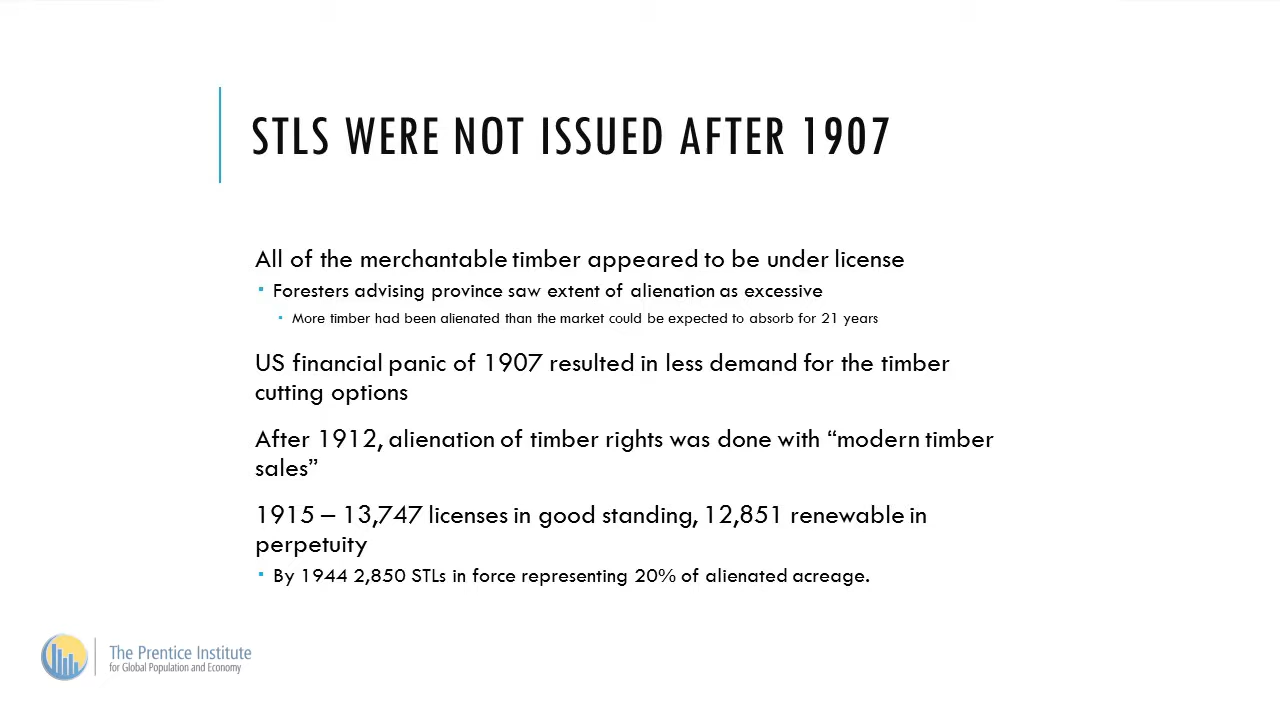 STLS WERE NOT ISSUED AFTER 1907
All of the merchantable timber appeared to be under license
▪ Foresters advising province saw extent of alienation as excessive
▪ More timber had been alienated than the market could be expected to absorb for 21 years
US financial panic of 1907 resulted in less demand for the timber
cutting options
After 1912, alienation of timber rights was done with “modern timber
sales”
1915 – 13,747 licenses in good standing, 12,851 renewable in
perpetuity
▪ By 1944 2,850 STLs in force representing 20% of alienated acreage.
The Prentice Institute
for Global Population and Economy